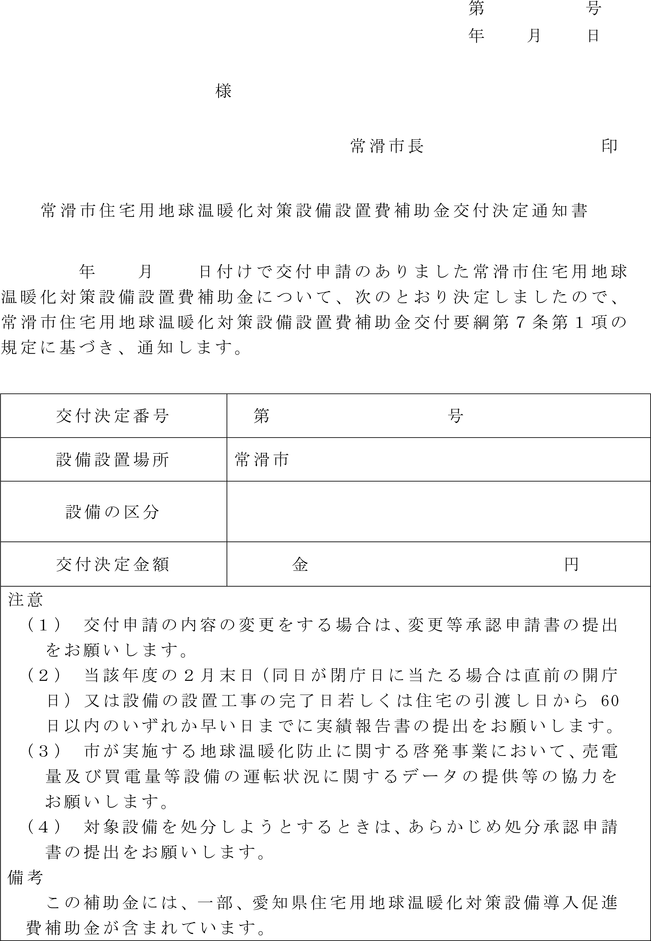 第　　　　　号
年　　月　　日
様
常滑市長　　　　　　　　　印
常滑市住宅用地球温暖化対策設備設置費補助金交付決定通知書
年　　月　　日付けで交付申請のありました常滑市住宅用地球
温暖化対策設備設置費補助金について、次のとおり決定しましたので、
常滑市住宅用地球温暖化対策設備設置費補助金交付要綱第７条第１項の
規定に基づき、通知します。
交付決定番号　　第　　　　　　　　　号
設備設置場所　　常滑市
設備の区分
交付決定金額　　金　　　　　　　　　　　　　円
注意
（１）　交付申請の内容の変更をする場合は、変更等承認申請書の提出
をお願いします。
（２）　当該年度の２月末日（同日が閉庁日に当たる場合は直前の開庁
日）又は設備の設置工事の完了日若しくは住宅の引渡し日から 60
日以内のいずれか早い日までに実績報告書の提出をお願いします。
（３）　市が実施する地球温暖化防止に関する啓発事業において、売電
量及び買電量等設備の運転状況に関するデータの提供等の協力を
お願いします。
（４）　対象設備を処分しようとするときは、あらかじめ処分承認申請
書の提出をお願いします。
備考
この補助金には、一部、愛知県住宅用地球温暖化対策設備導入促進
費補助金が含まれています。